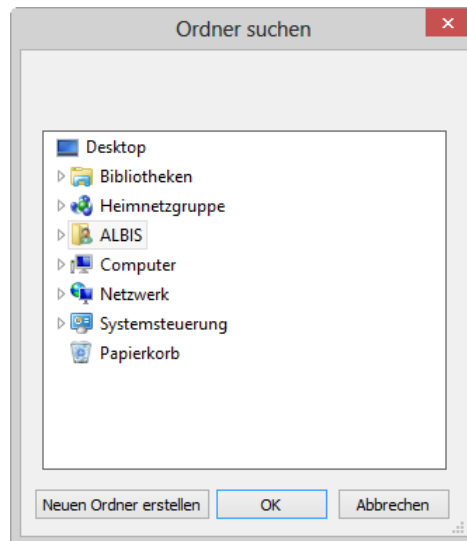 Ordner suchen
Desktop
Bibliotheken
Heimnetzgruppe
ALBIS
Computer
Netzwerk
Systemsteuerung
Papierkorb
Neuen Ordner erstellen OK Abbrechen